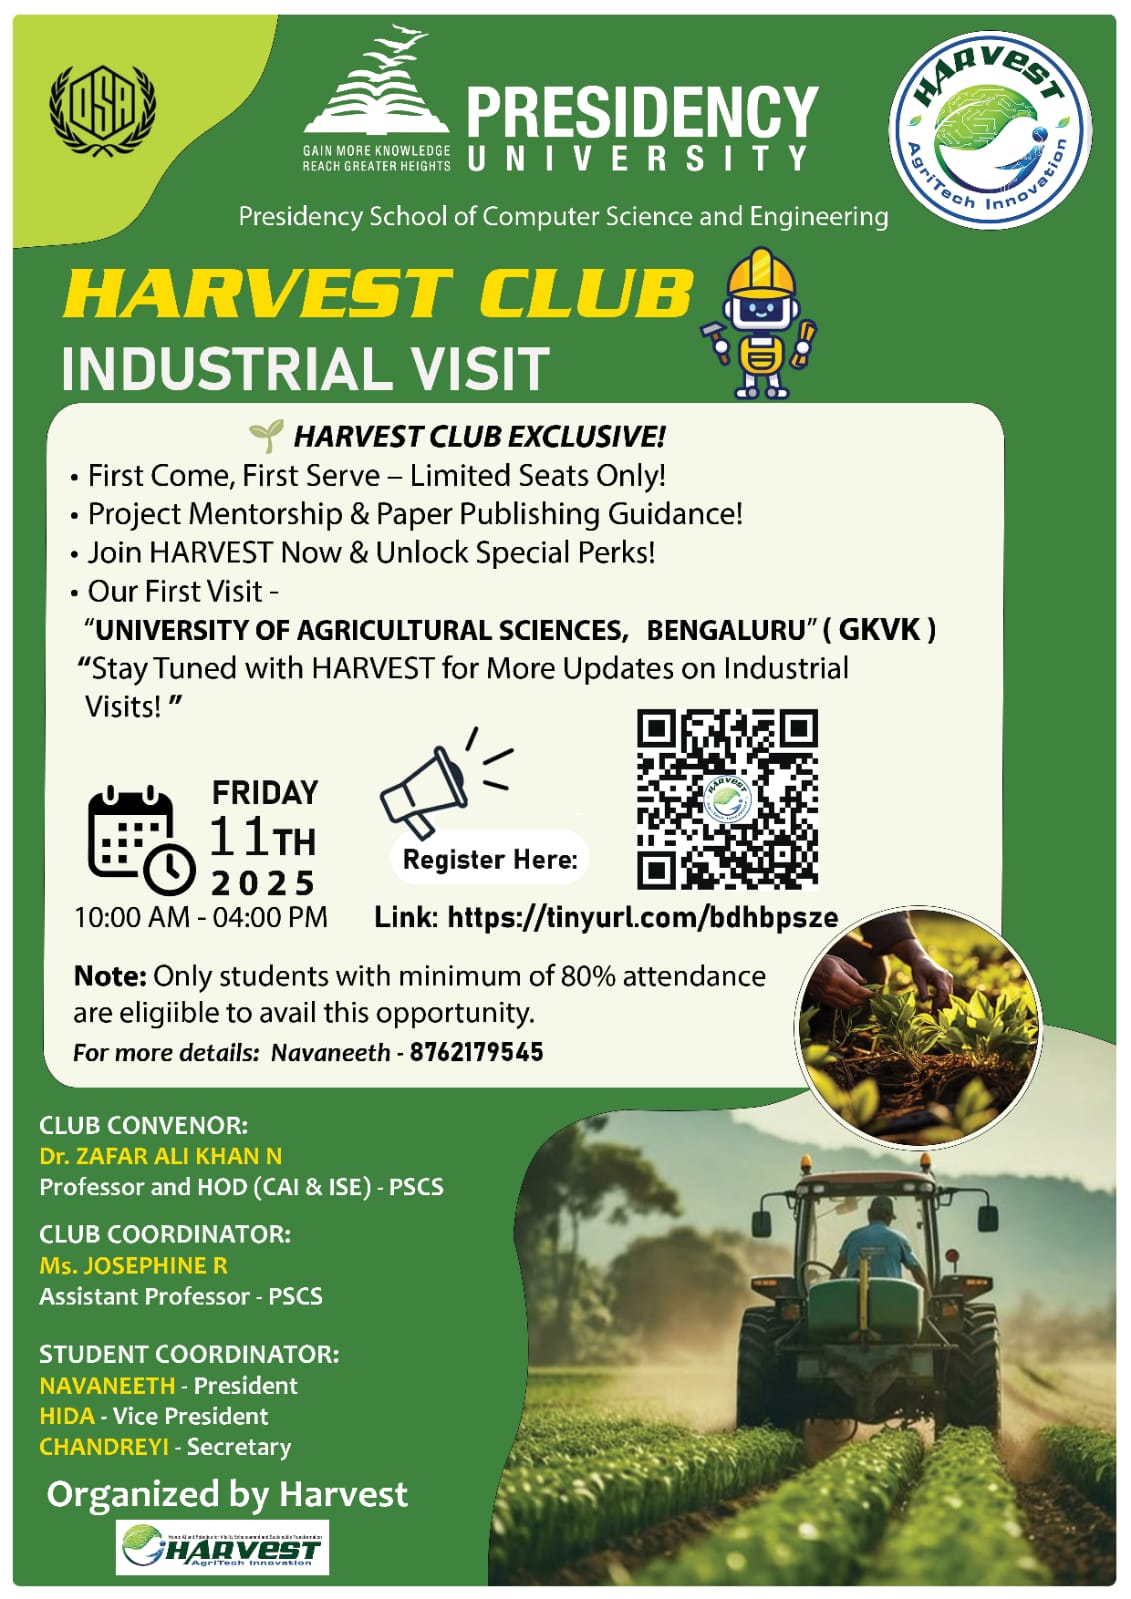 DSA
GAIN MORE KNOWLEDGE
REACH GREATER HEIGHTS
PRESIDENCY
UNIVERSITY
HARVEST
AgriTech Innovation
Presidency School of Computer Science and Engineering
HARVEST CLUB
INDUSTRIAL VISIT
HARVEST CLUB EXCLUSIVE!
• First Come, First Serve – Limited Seats Only!
• Project Mentorship & Paper Publishing Guidance!
• Join HARVEST Now & Unlock Special Perks!
• Our First Visit -
“UNIVERSITY OF AGRICULTURAL SCIENCES, BENGALURU” ( GKVK )
“Stay Tuned with HARVEST for More Updates on Industrial
Visits! ”
FRIDAY
11TH
2025
10:00 AM - 04:00 PM
Register Here:
HARVEST
Link: https://tinyurl.com/bdhbpsze
Note: Only students with minimum of 80% attendance
are eligiible to avail this opportunity.
For more details: Navaneeth - 8762179545
CLUB CONVENOR:
Dr. ZAFAR ALI KHAN N
Professor and HOD (CAI & ISE) - PSCS
CLUB COORDINATOR:
Ms. JOSEPHINE R
Assistant Professor - PSCS
STUDENT COORDINATOR:
NAVANEETH - President
HIDA - Vice President
CHANDREYI - Secretary
Organized by Harvest
HARVEST
AgriTech Innovation